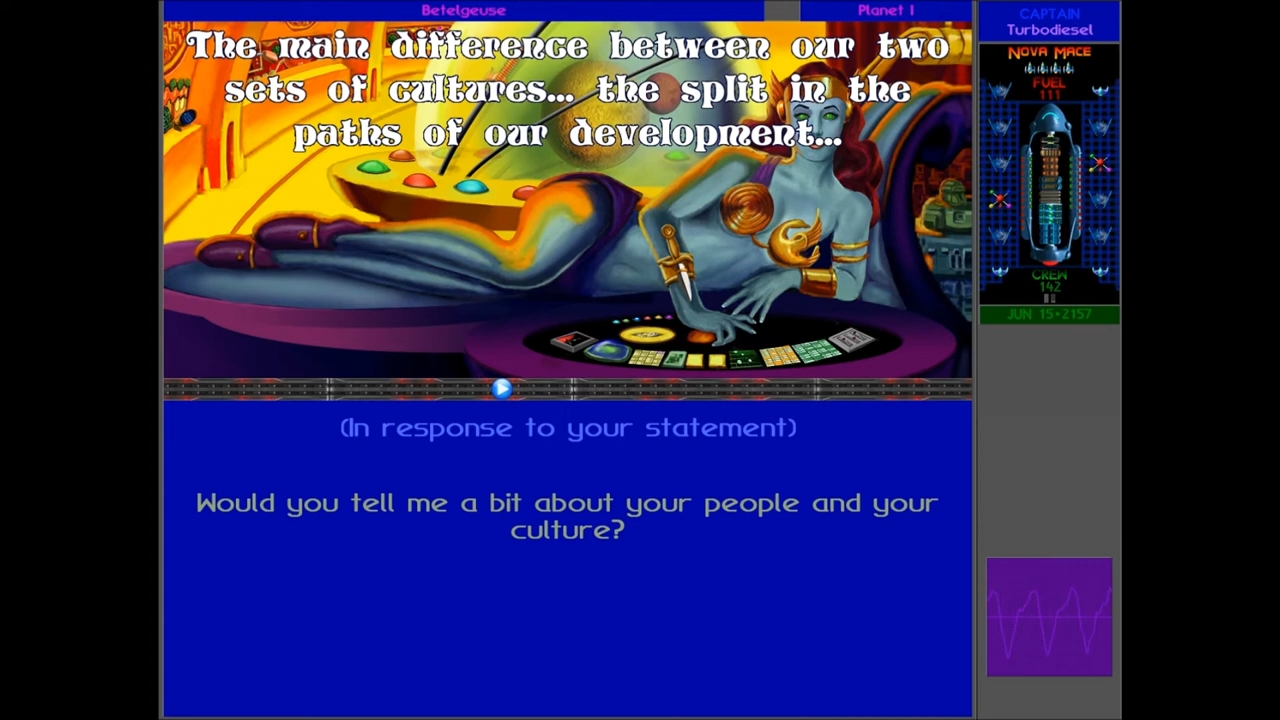 Betelgeuse
Planet I
CAPTAIN
Turbodiesel
The main difference between our two
sets of cultures... the split in the
paths of our development...
NOVA MACE
FUEL
111
CREW
142
JUN 15•2157
(In response to your statement)
Would you tell me a bit about your people and your
culture?